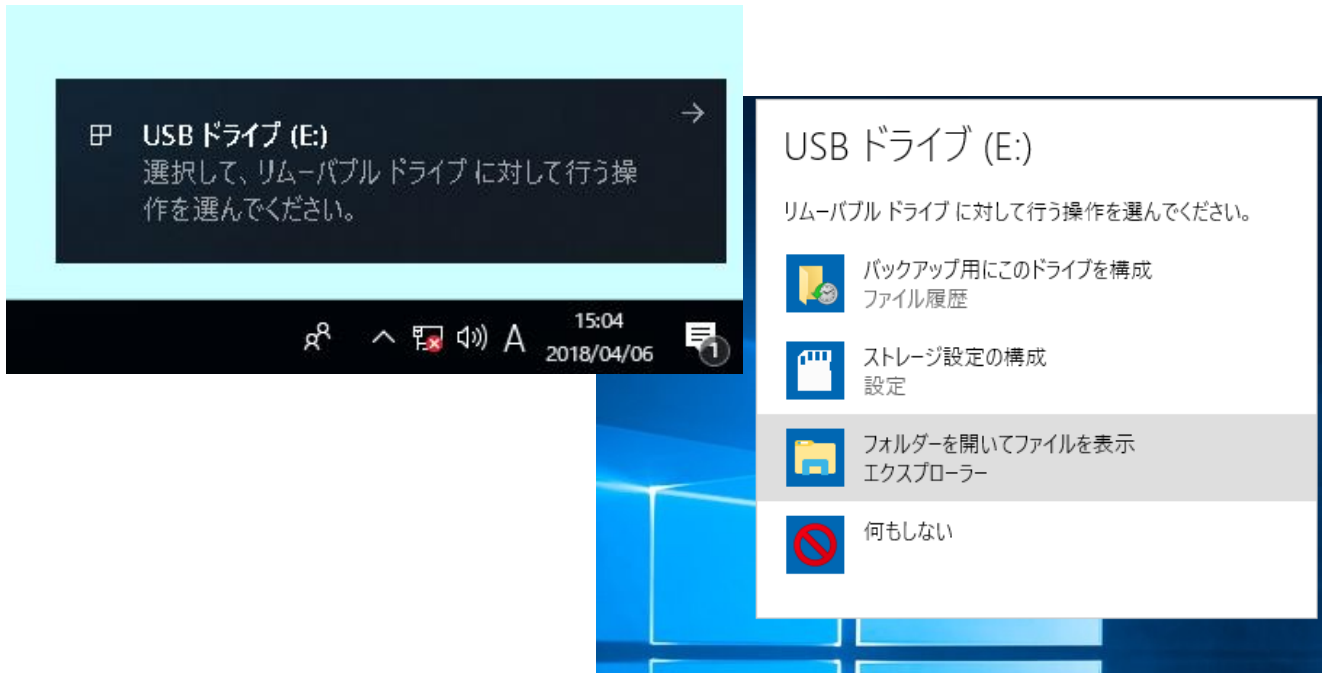 USB ドライブ (E:)
選択して、リムーバブル ドライブ に対して行う操
作を選んでください。
A
15:04
2018/04/06
1
USB ドライブ (E:)
リムーバブル ドライブ に対して行う操作を選んでください。
バックアップ用にこのドライブを構成
ファイル履歴
ストレージ設定の構成
設定
フォルダーを開いてファイルを表示
エクスプローラー
何もしない